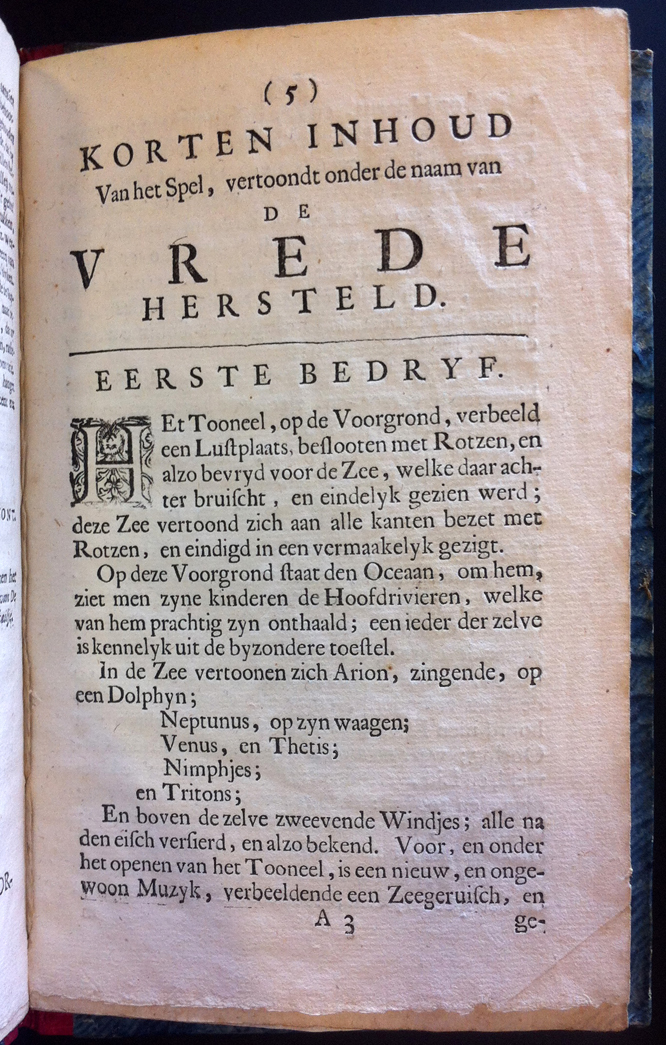 ( 5 )
KORTEN INHOUD
Van het Spel, vertoondt onder de naam van
DE
VREDE
HERSTELD.
EERSTE BEDRYF.
HEt Tooneel, op de Voorgrond, verbeeld
een Luſtplaats, beſlooten met Rotzen, en
alzo bevryd voor de Zee, welke daar ach-
ter bruiſcht, en eindelyk gezien werd;
deze Zee vertoond zich aan alle kanten bezet met
Rotzen, en eindigd in een vermaakelyk gezigt.
Op deze Voorgrond ſtaat den Oceaan, om hem,
ziet men zyne kinderen de Hoofdrivieren, welke
van hem prachtig zyn onthaald; een ieder der zelve
is kennelyk uit de byzondere toeſtel.
In de Zee vertoonen zich Arion, zingende, op
een Dolphyn;
Neptunus, op zyn waagen;
Venus, en Thetis;
Nimphjes;
en Tritons;
En boven de zelve zweevende Windjes; alle na
den eiſch verſierd, en alzo bekend. Voor, en onder
het openen van het Tooneel, is een nieuw, en onge-
woon Muzyk, verbeeldende een Zeegeruiſch, en
A 3
ge-